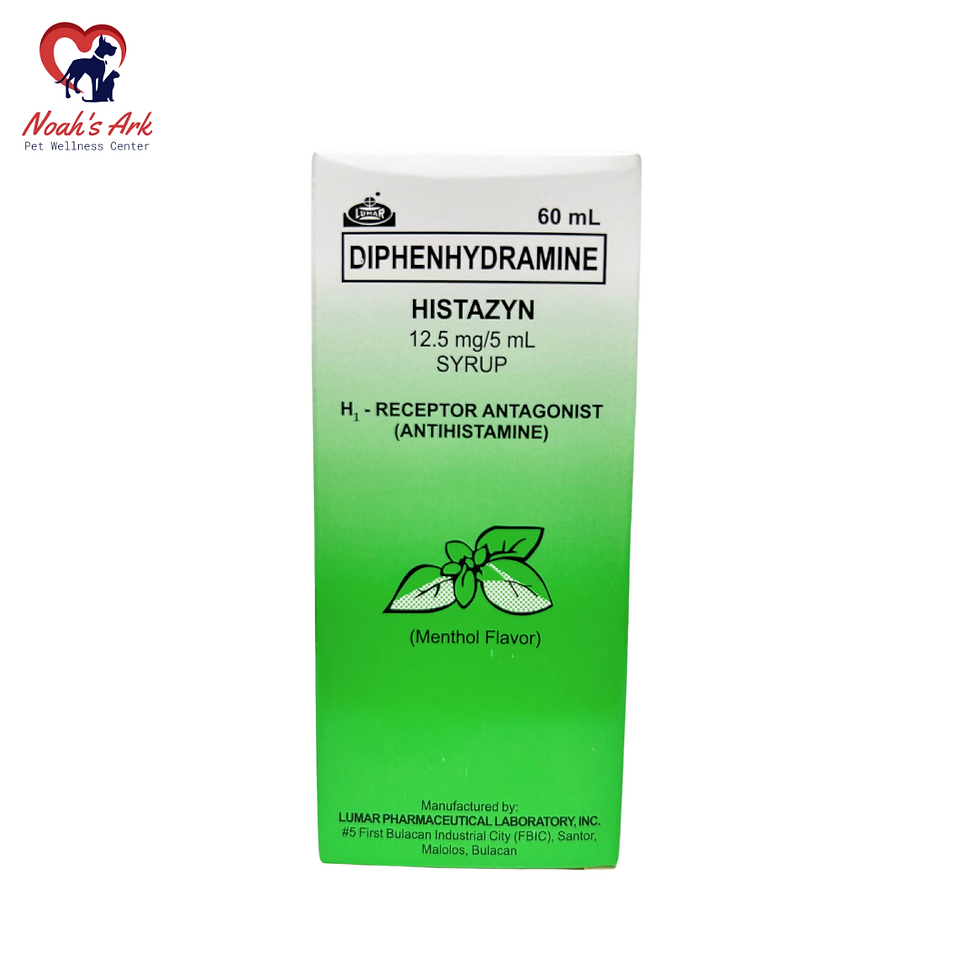 Noah's Ark
Pet Wellness Center
LUMAR
60 mL
DIPHENHYDRAMINE
HISTAZYN
12.5 mg/5 mL
SYRUP
H₁ - RECEPTOR ANTAGONIST
(ANTIHISTAMINE)
(Menthol Flavor)
Manufactured by:
LUMAR PHARMACEUTICAL LABORATORY, INC.
#5 First Bulacan Industrial City (FBIC), Santor,
Malolos, Bulacan